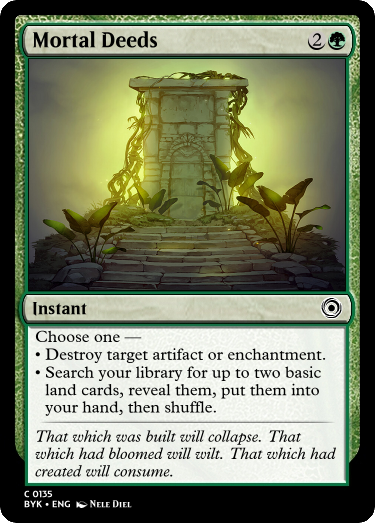 Mortal Deeds 2
Instant
Choose one —
• Destroy target artifact or enchantment.
• Search your library for up to two basic
land cards, reveal them, put them into
your hand, then shuffle.
That which was built will collapse. That
which had bloomed will wilt. That which had
created will consume.
C 0135
BYK • ENG Nele Diel